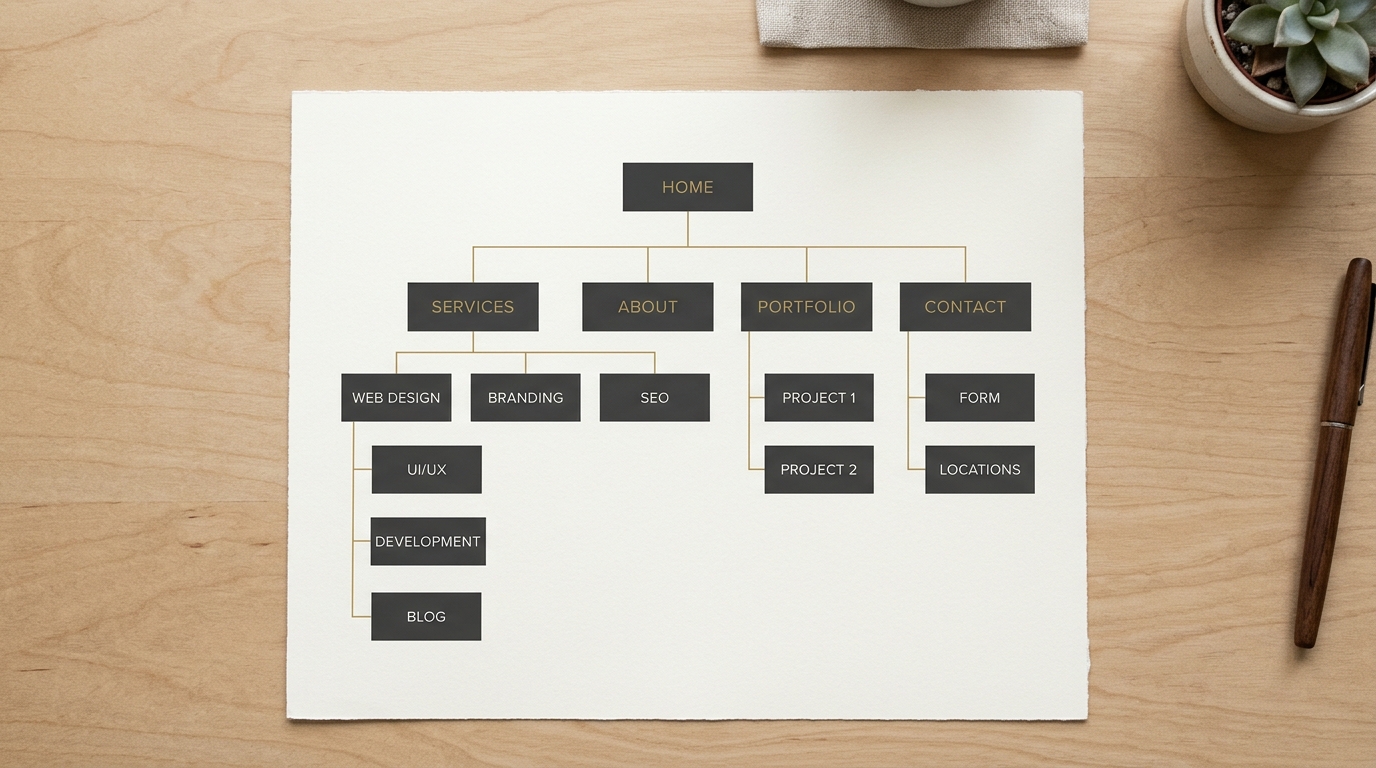 HOME
SERVICES
ABOUT
PORTFOLIO
CONTACT
WEB DESIGN
BRANDING
SEO
PROJECT 1
FORM
UI/UX
PROJECT 2
LOCATIONS
DEVELOPMENT
BLOG